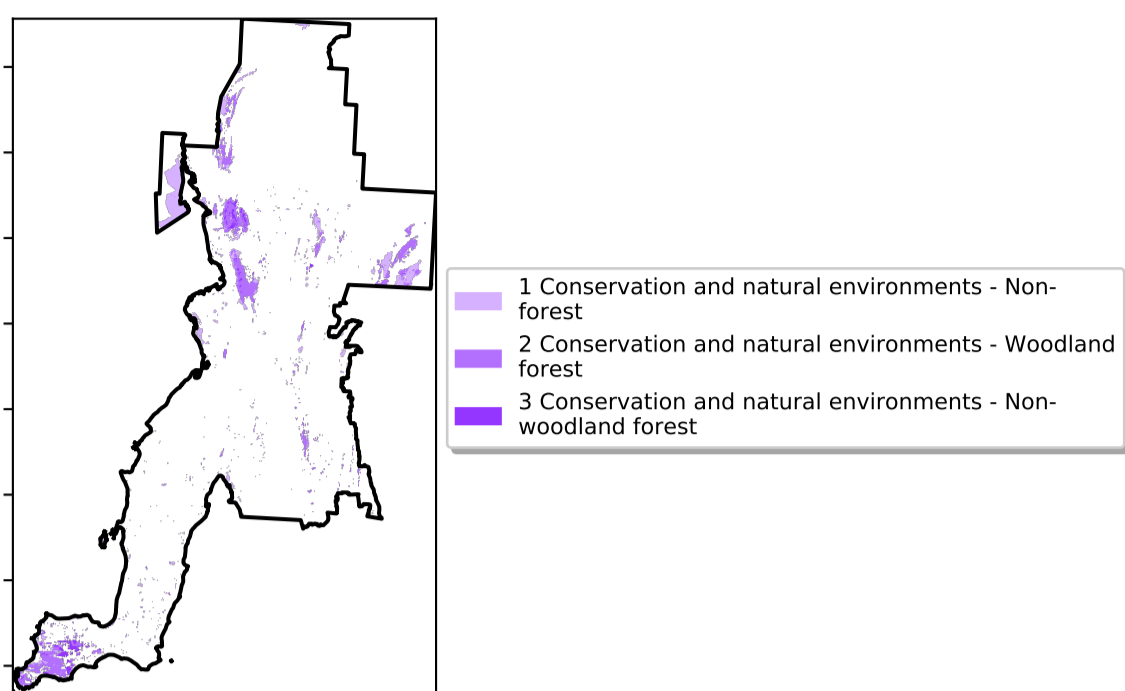 1 Conservation and natural environments - Non-
forest
2 Conservation and natural environments - Woodland
forest
3 Conservation and natural environments - Non-
woodland forest